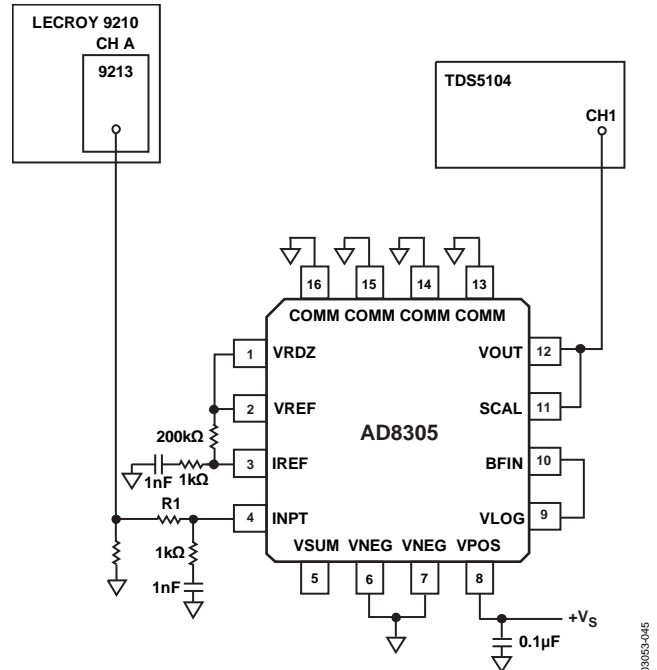 LECROY 9210
CH A
9213
TDS5104
CH1
16
15
14
13
COMM COMM COMM COMM
1
VRDZ
VOUT
12
2
VREF
SCAL
11
200kΩ
AD8305
3
IREF
BFIN
10
1nF
1kΩ
R1
4
INPT
VLOG
9
1kΩ
VSUM VNEG VNEG VPOS
1nF
5
6
7
8
+VS
0.1µF
03053-045